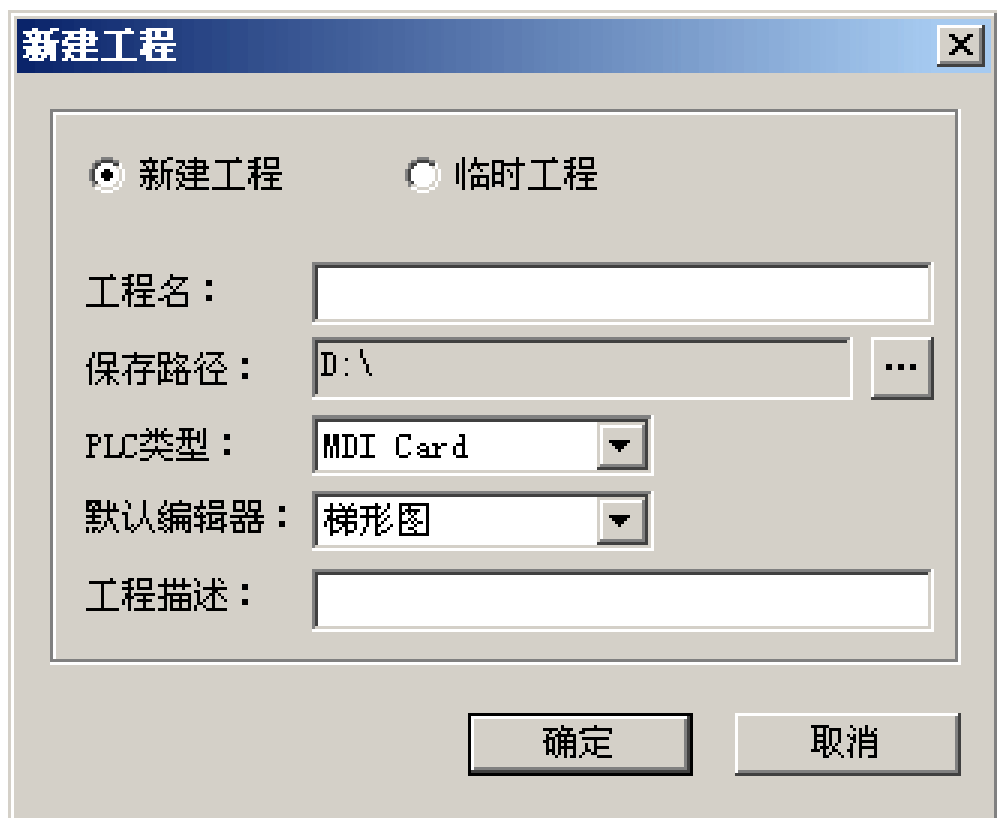 新建工程
新建工程 临时工程
工程名：
保存路径： D:\ ...
PLC类型： MDI Card
默认编辑器： 梯形图
工程描述：
确定 取消